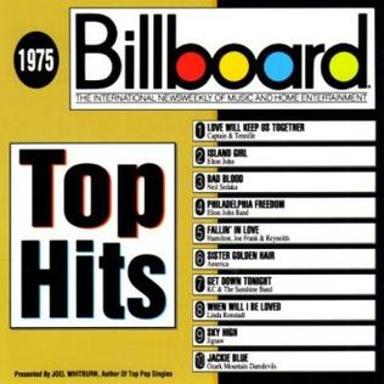 1975
Billboard
THE INTERNATIONAL NEWSWEEKLY OF MUSIC AND HOME ENTERTAINMENT
Top
Hits
1 LOVE WILL KEEP US TOGETHER
Captain & Tennille
2 ISLAND GIRL
Elton John
3 BAD BLOOD
Neil Sedaka
4 PHILADELPHIA FREEDOM
Elton John Band
5 FALLIN' IN LOVE
Hamilton, Joe Frank & Reynolds
6 SISTER GOLDEN HAIR
America
7 GET DOWN TONIGHT
KC & The Sunshine Band
8 WHEN WILL I BE LOVED
Linda Ronstadt
9 SKY HIGH
Jigsaw
10 JACKIE BLUE
Ozark Mountain Daredevils
Presented By JOEL WHITBURN, Author Of Top Pop Singles